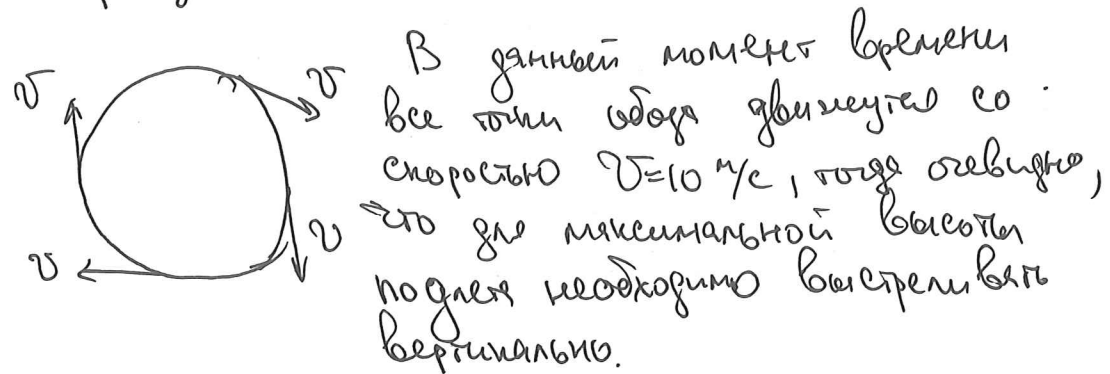 В данный момент времени
v
v
все точки обода движутся со
скоростью v=10 м/с, тогда очевидно,
что для максимальной высоты
v
v
подлета необходимо выстреливать
вертикально.